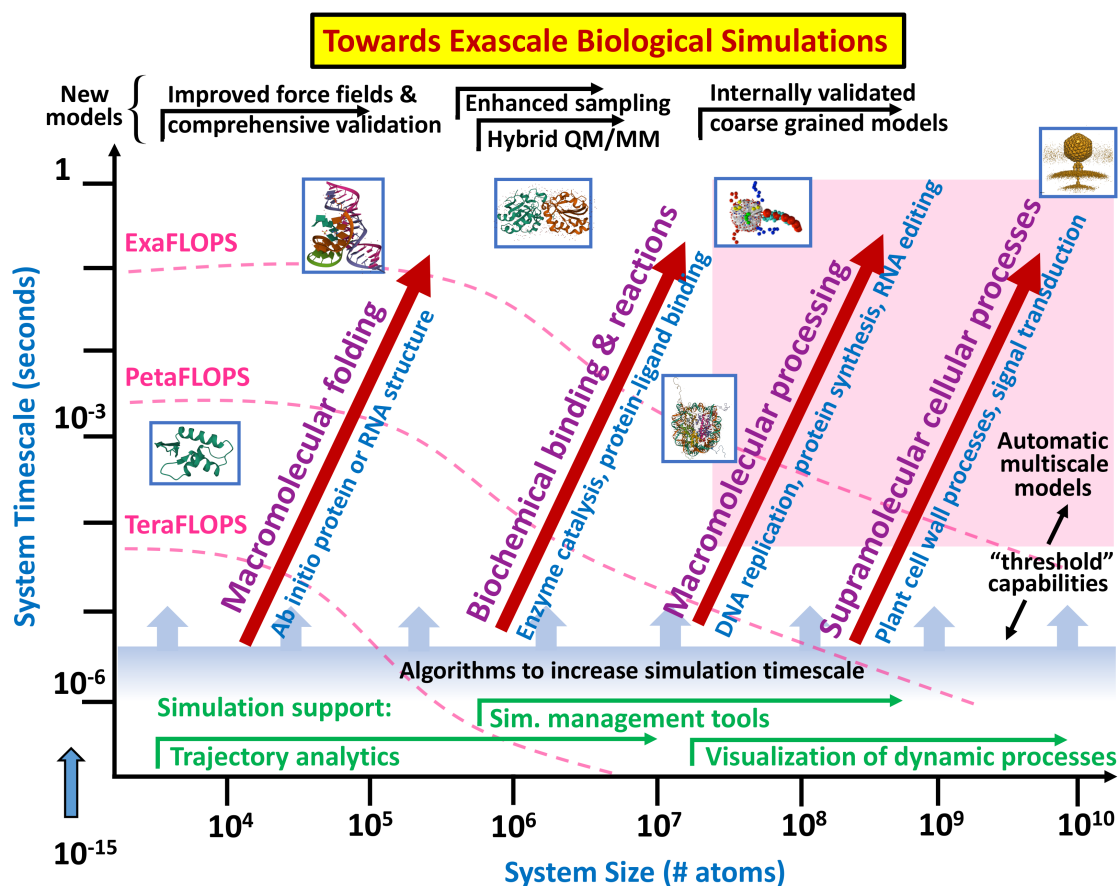 Towards Exascale Biological Simulations
New
models
Improved force fields &
comprehensive validation
Enhanced sampling
Hybrid QM/MM
Internally validated
coarse grained models
1
10-3
10-6
10-15
System Timescale (seconds)
ExaFLOPS
PetaFLOPS
TeraFLOPS
Macromolecular folding
Ab initio protein or RNA structure
Biochemical binding & reactions
Enzyme catalysis, protein-ligand binding
Macromolecular processing
DNA replication, protein synthesis, RNA editing
Supramolecular cellular processes
Plant cell wall processes, signal transduction
Automatic
multiscale
models
“threshold”
capabilities
Algorithms to increase simulation timescale
Simulation support:
Sim. management tools
Trajectory analytics
Visualization of dynamic processes
104
105
106
107
108
109
1010
System Size (# atoms)